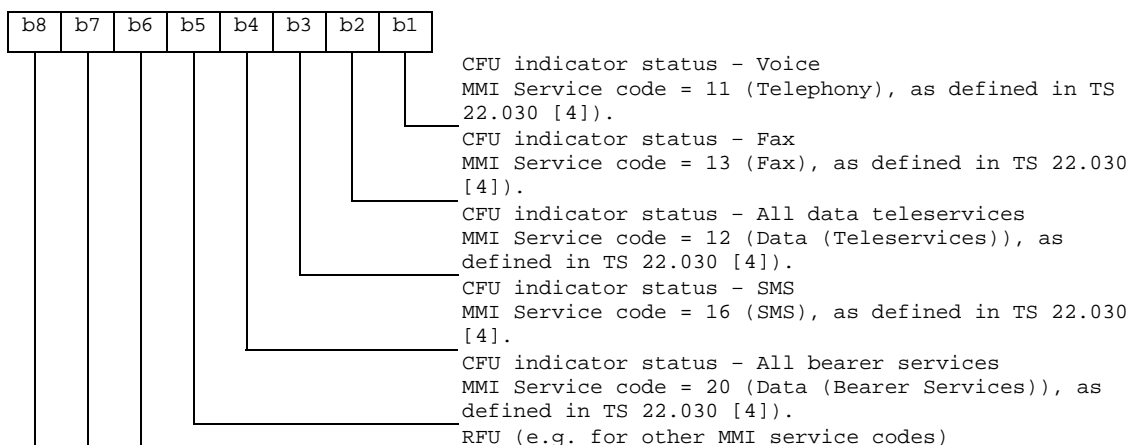 b8 b7 b6 b5 b4 b3 b2 b1
CFU indicator status – Voice
MMI Service code = 11 (Telephony), as defined in TS
22.030 [4]).
CFU indicator status – Fax
MMI Service code = 13 (Fax), as defined in TS 22.030
[4]).
CFU indicator status – All data teleservices
MMI Service code = 12 (Data (Teleservices)), as
defined in TS 22.030 [4]).
CFU indicator status – SMS
MMI Service code = 16 (SMS), as defined in TS 22.030
[4].
CFU indicator status – All bearer services
MMI Service code = 20 (Data (Bearer Services)), as
defined in TS 22.030 [4]).
RFU (e.g. for other MMI service codes)